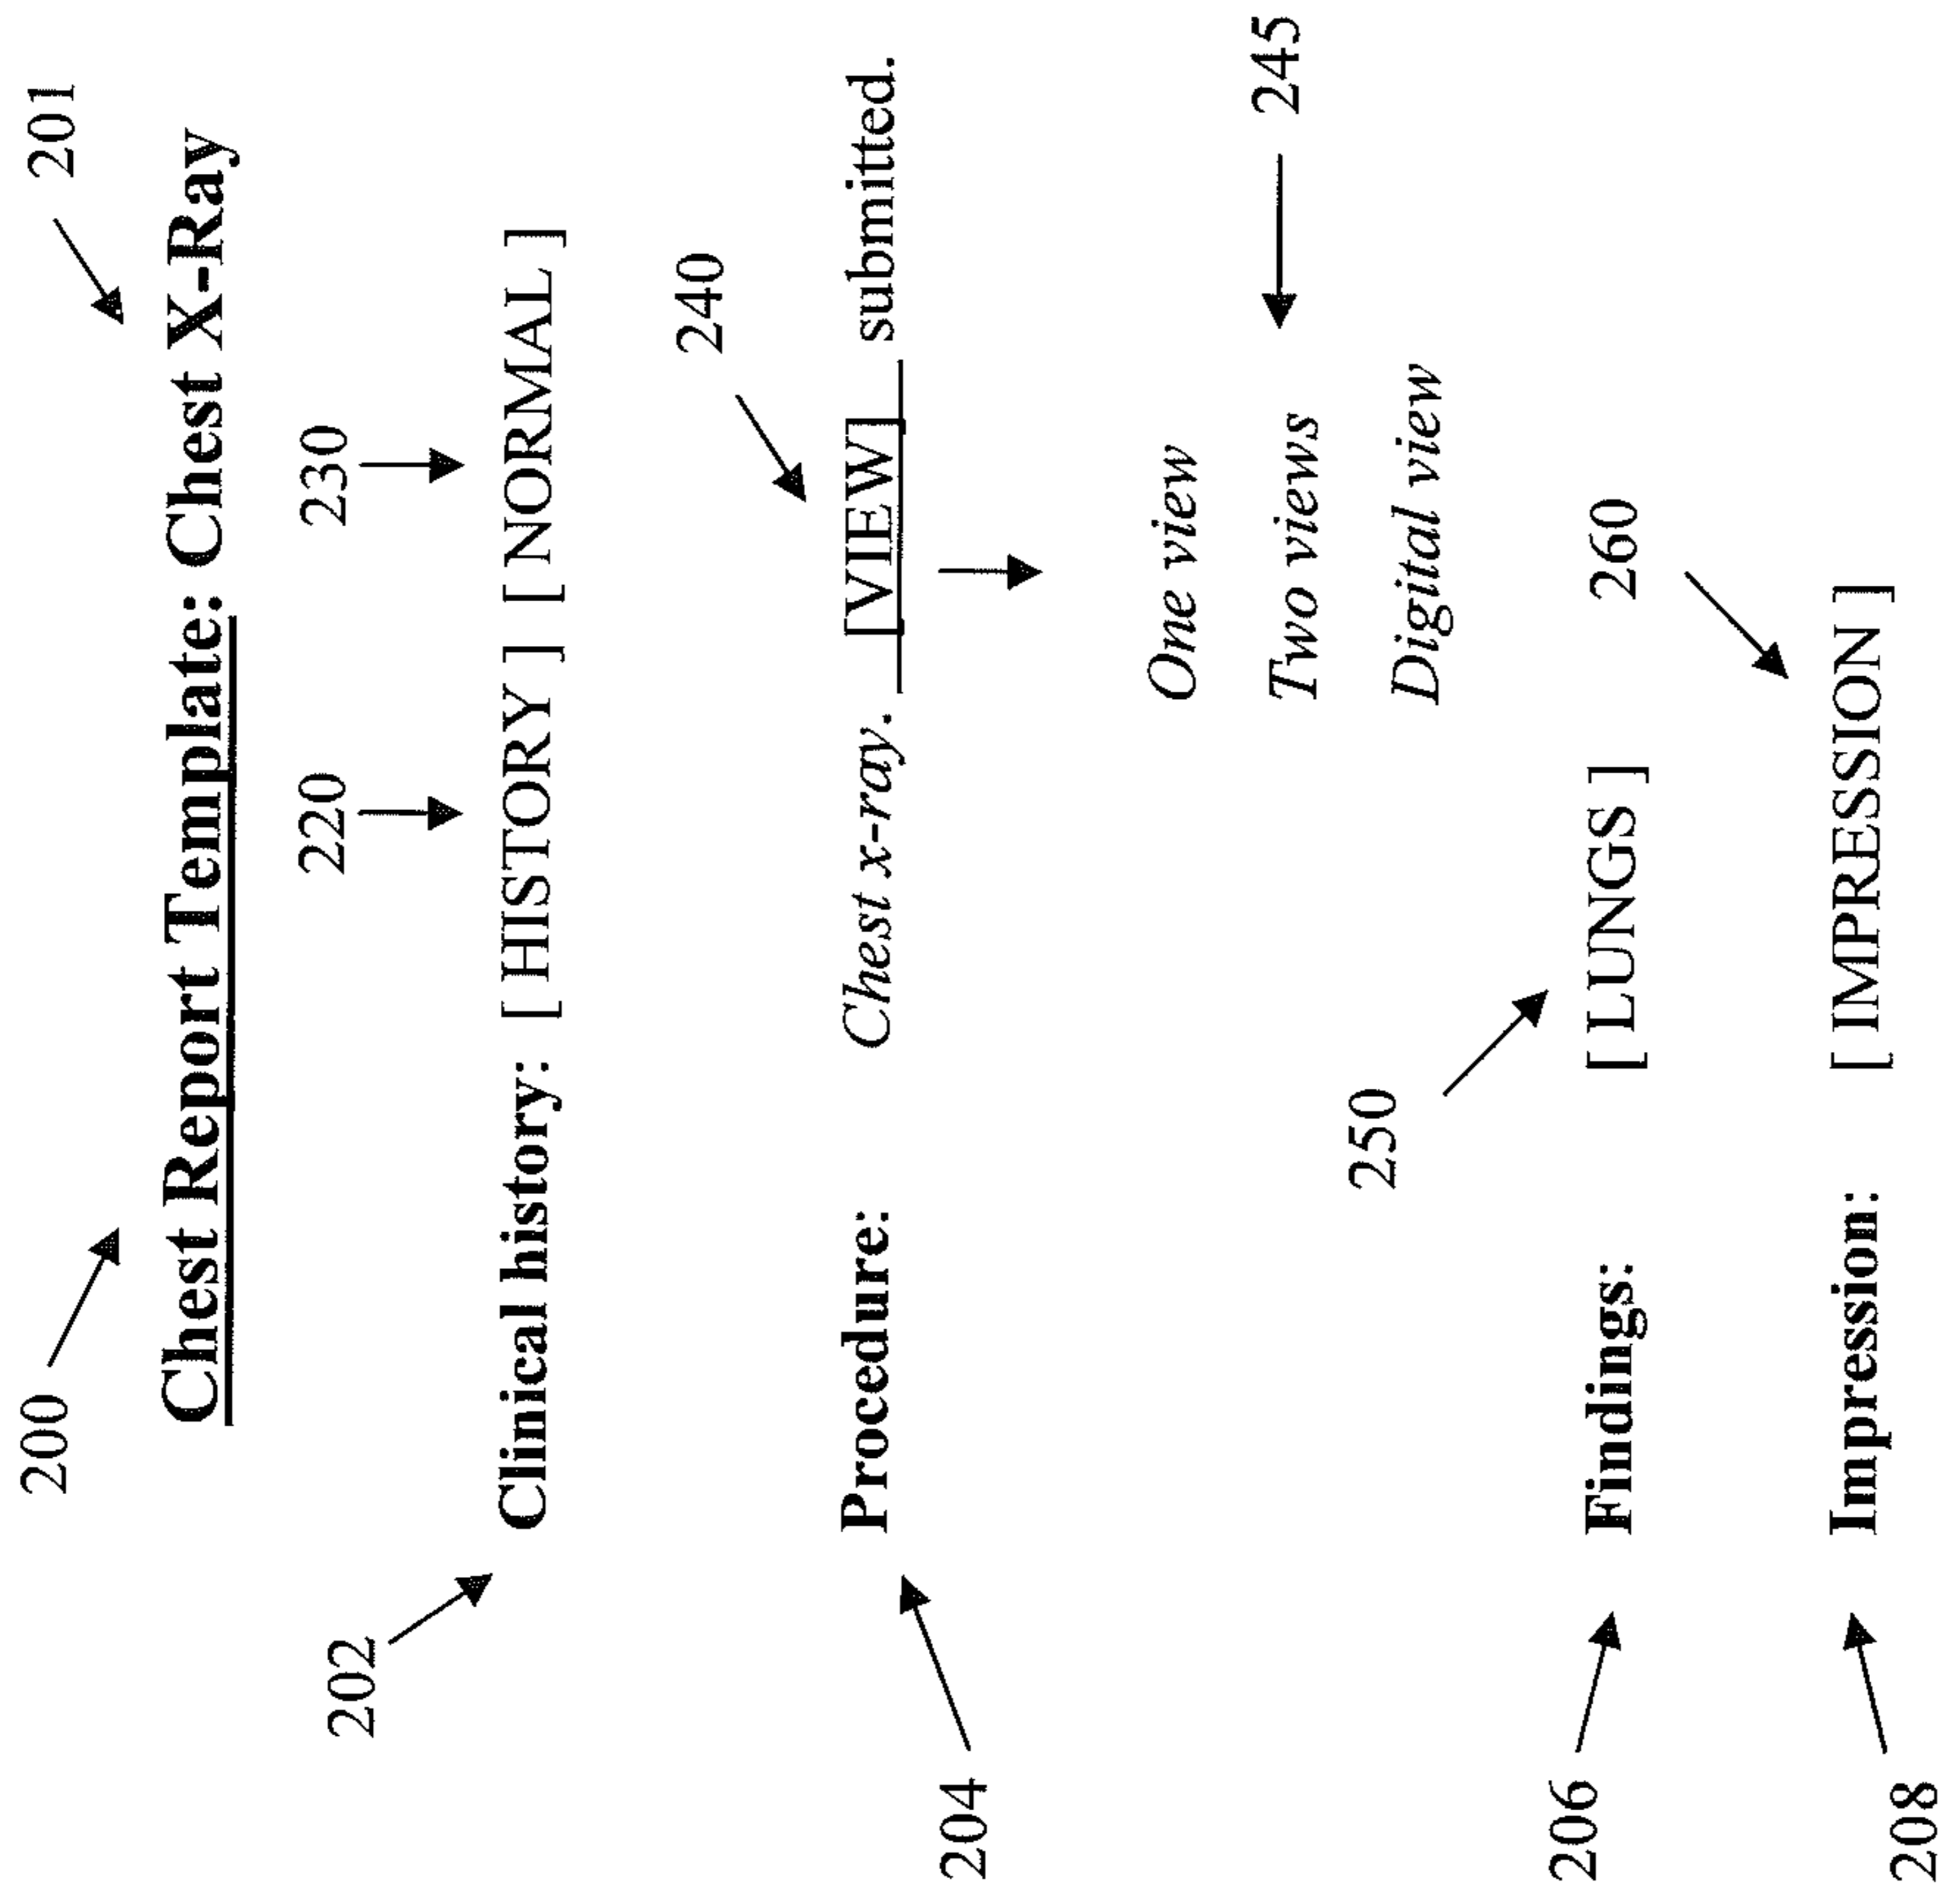 200 201
Chest Report Template: Chest X-Ray
202 220 230
Clinical history: [ HISTORY ] [ NORMAL ]
240
Procedure: Chest x-ray. [VIEW] submitted.
204
One view
Two views 245
Digital view
250
206 260
Findings: [ LUNGS ]
Impression: [ IMPRESSION ]
208